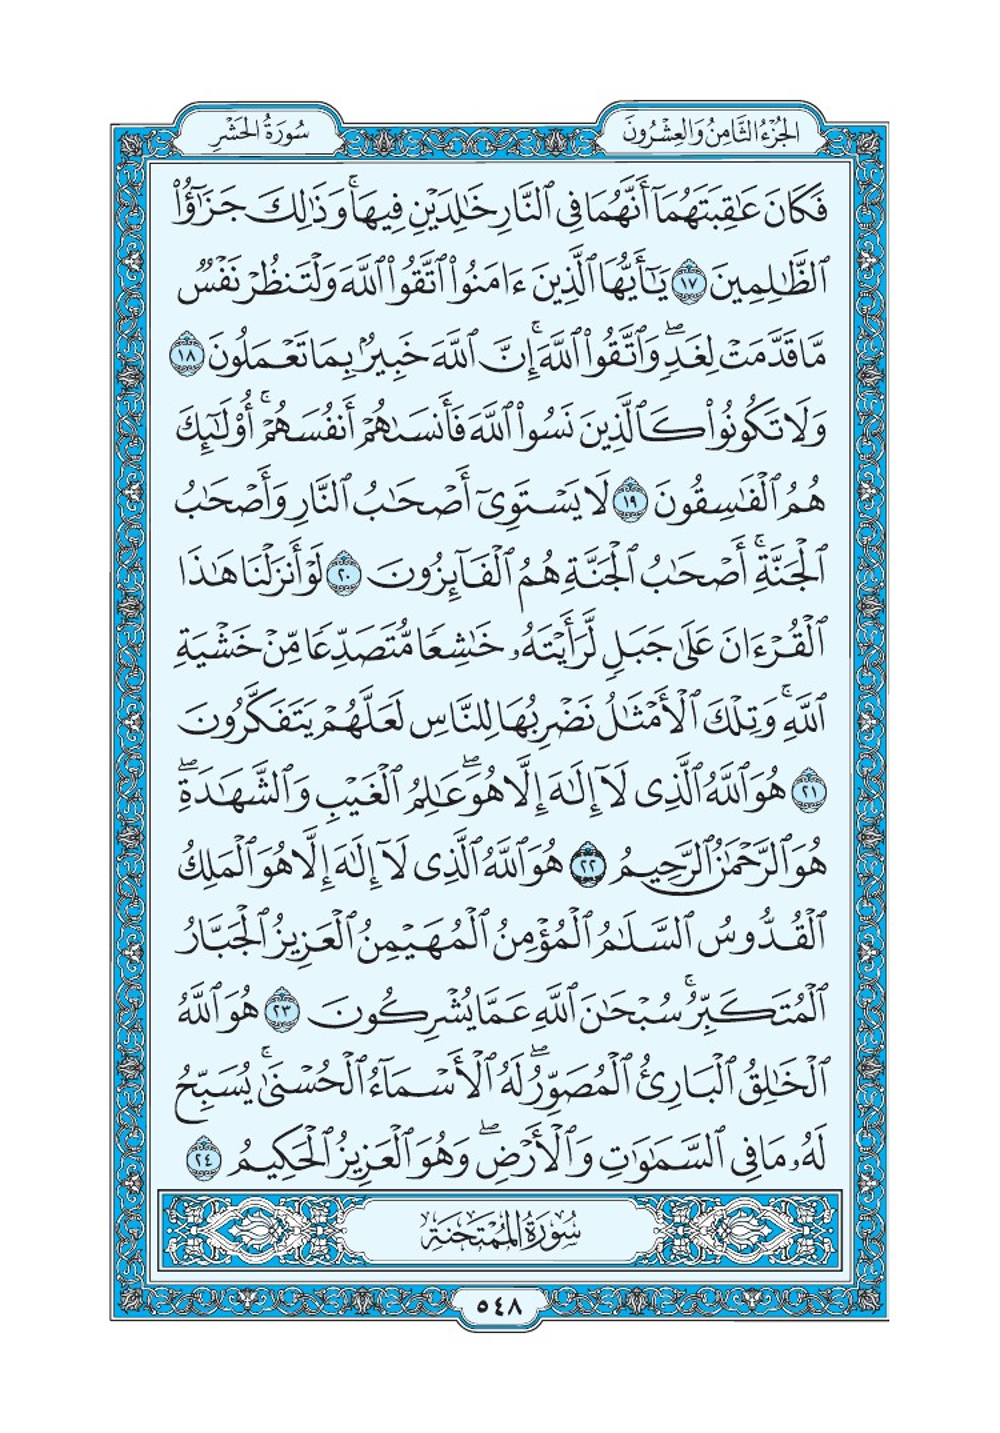 الجُزْءُ الثَّامِنُ وَالعِشْرُونَ
سُورَةُ الحَشْرِ
فَكَانَ عَٰقِبَتَهُمَآ أَنَّهُمَا فِى ٱلنَّارِ خَٰلِدَيْنِ فِيهَا ۚ وَذَٰلِكَ جَزَٰٓؤُا۟
ٱلظَّٰلِمِينَ ١٧ يَٰٓأَيُّهَا ٱلَّذِينَ ءَامَنُوا۟ ٱتَّقُوا۟ ٱللَّهَ وَلْتَنظُرْ نَفْسٌ
مَّا قَدَّمَتْ لِغَدٍ ۖ وَٱتَّقُوا۟ ٱللَّهَ ۚ إِنَّ ٱللَّهَ خَبِيرٌۢ بِمَا تَعْمَلُونَ ١٨
وَلَا تَكُونُوا۟ كَٱلَّذِينَ نَسُوا۟ ٱللَّهَ فَأَنسَىٰهُمْ أَنفُسَهُمْ ۚ أُو۟لَٰٓئِكَ
هُمُ ٱلْفَٰسِقُونَ ١٩ لَا يَسْتَوِىٓ أَصْحَٰبُ ٱلنَّارِ وَأَصْحَٰبُ
ٱلْجَنَّةِ ۚ أَصْحَٰبُ ٱلْجَنَّةِ هُمُ ٱلْفَآئِزُونَ ٢٠ لَوْ أَنزَلْنَا هَٰذَا
ٱلْقُرْءَانَ عَلَىٰ جَبَلٍ لَّرَأَيْتَهُۥ خَٰشِعًا مُّتَصَدِّعًا مِّنْ خَشْيَةِ
ٱللَّهِ ۚ وَتِلْكَ ٱلْأَمْثَٰلُ نَضْرِبُهَا لِلنَّاسِ لَعَلَّهُمْ يَتَفَكَّرُونَ
٢١ هُوَ ٱللَّهُ ٱلَّذِى لَآ إِلَٰهَ إِلَّا هُوَ ۖ عَٰلِمُ ٱلْغَيْبِ وَٱلشَّهَٰدَةِ ۖ
هُوَ ٱلرَّحْمَٰنُ ٱلرَّحِيمُ ٢٢ هُوَ ٱللَّهُ ٱلَّذِى لَآ إِلَٰهَ إِلَّا هُوَ ٱلْمَلِكُ
ٱلْقُدُّوسُ ٱلسَّلَٰمُ ٱلْمُؤْمِنُ ٱلْمُهَيْمِنُ ٱلْعَزِيزُ ٱلْجَبَّارُ
ٱلْمُتَكَبِّرُ ۚ سُبْحَٰنَ ٱللَّهِ عَمَّا يُشْرِكُونَ ٢٣ هُوَ ٱللَّهُ
ٱلْخَٰلِقُ ٱلْبَارِئُ ٱلْمُصَوِّرُ ۖ لَهُ ٱلْأَسْمَآءُ ٱلْحُسْنَىٰ ۚ يُسَبِّحُ
لَهُۥ مَا فِى ٱلسَّمَٰوَٰتِ وَٱلْأَرْضِ ۖ وَهُوَ ٱلْعَزِيزُ ٱلْحَكِيمُ ٢٤
سُورَةُ المُمْتَحَنَةِ
٥٤٨